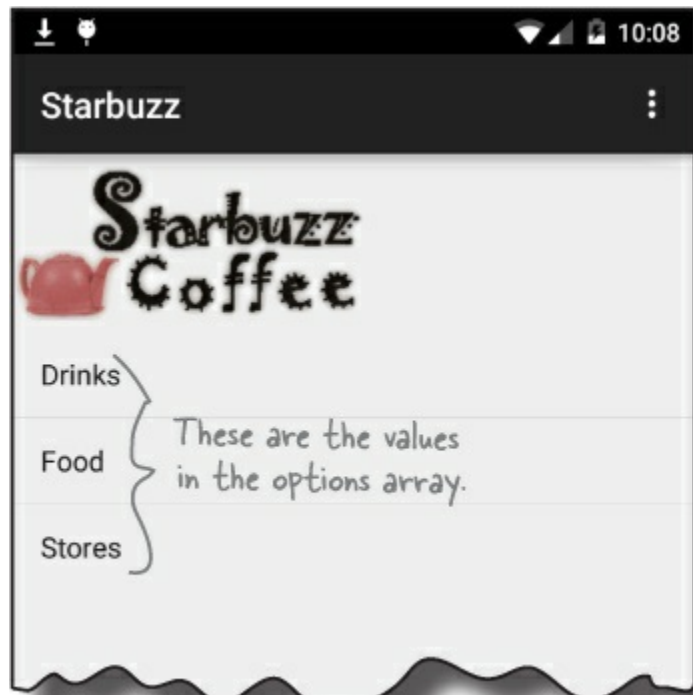 10:08
Starbuzz
Starbuzz
Coffee
Drinks
Food
Stores
These are the values
in the options array.